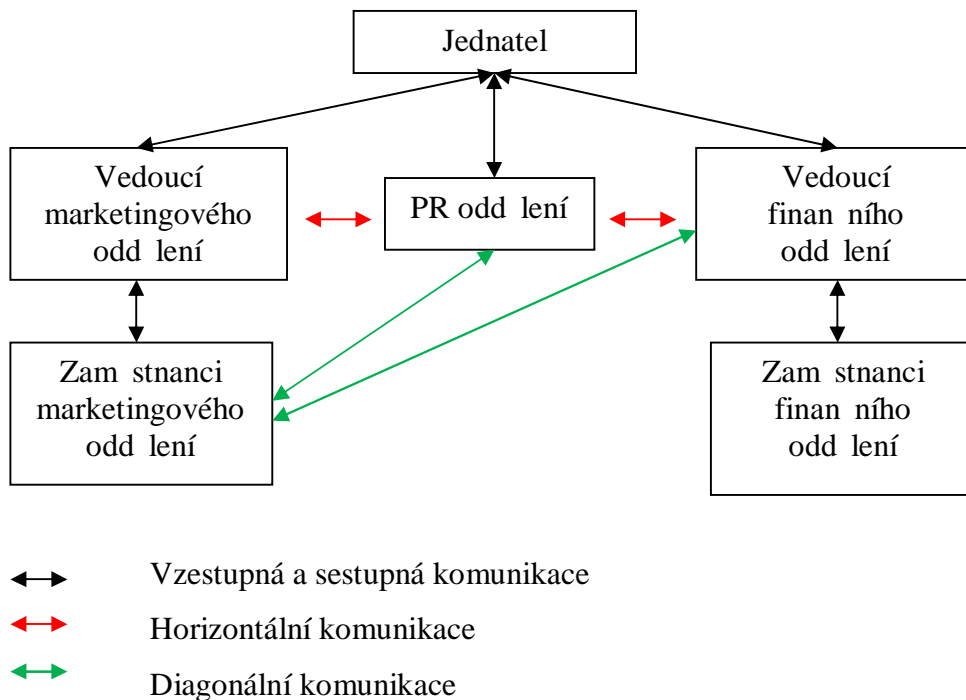 Jednatel
Vedoucí
marketingového
odd lení
PR odd lení
Vedoucí
finan ního
odd lení
Zam stnanci
marketingového
odd lení
Zam stnanci
finan ního
odd lení
Vzestupná a sestupná komunikace
Horizontální komunikace
Diagonální komunikace